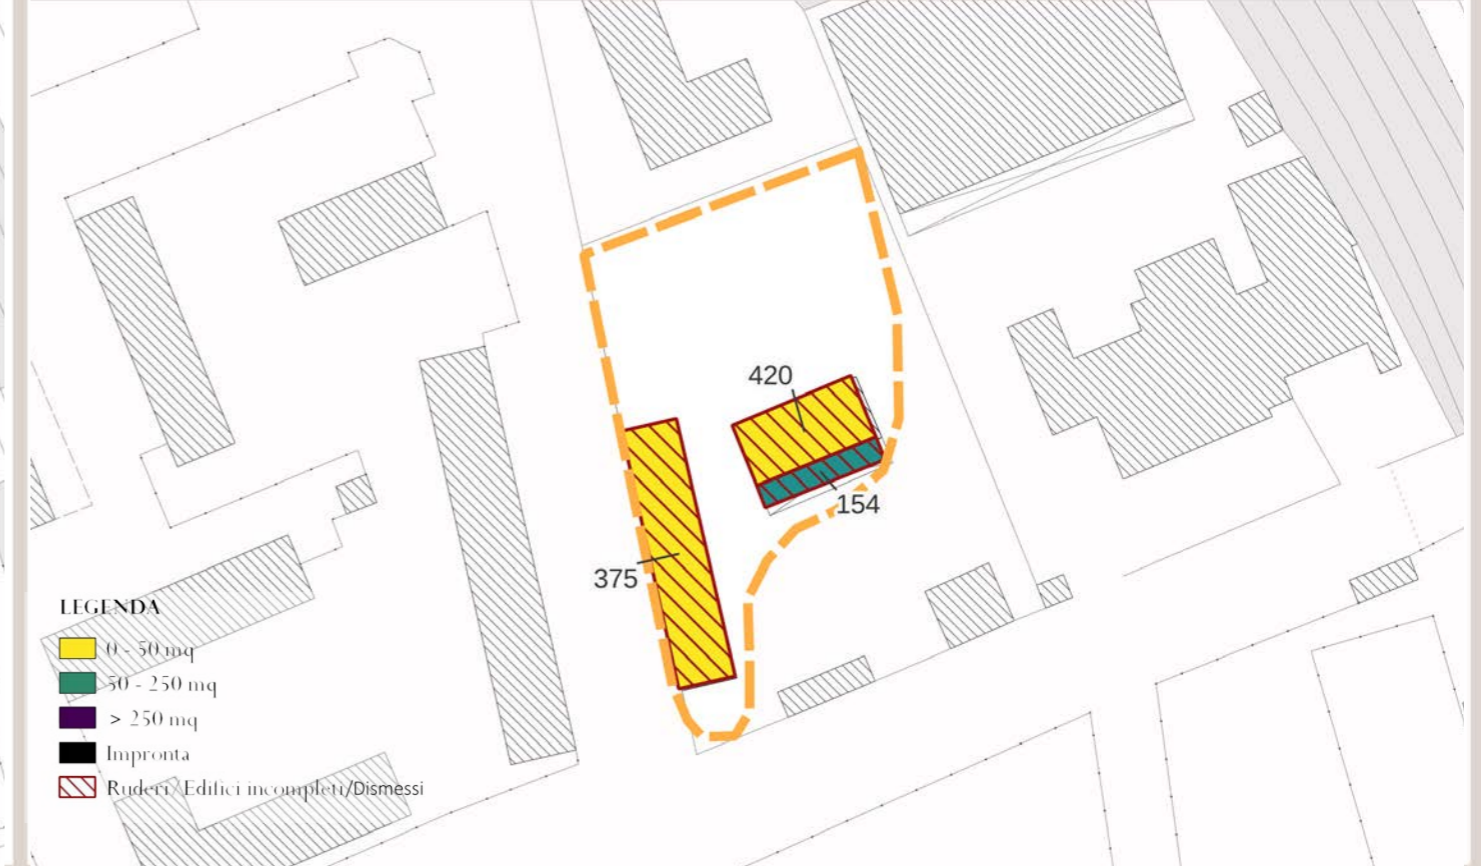 420
154
375
LEGENDA
0 - 50 mq
50 - 250 mq
> 250 mq
Impronta
Ruderi/Edifici incompleti/Dismessi